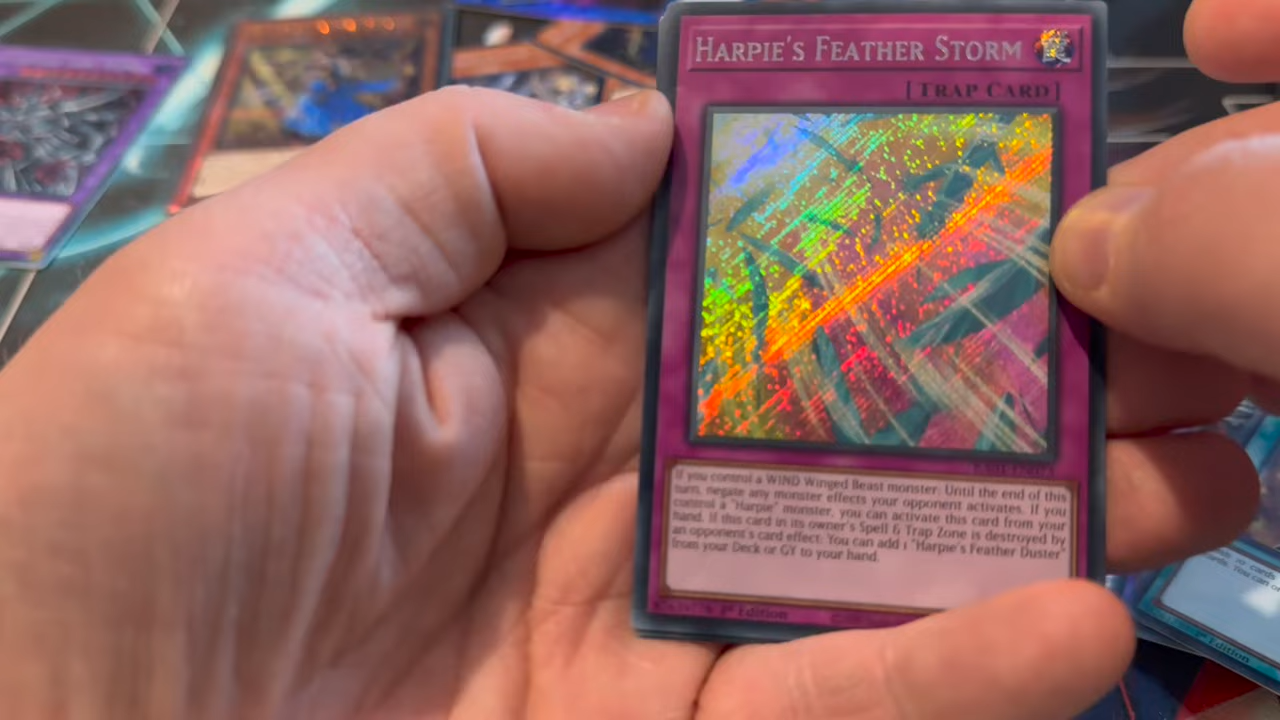 HARPIE'S FEATHER STORM
[TRAP CARD]
If you control a WIND Winged Beast monster: Until the end of this
turn, negate any monster effects your opponent activates. If you
control a "Harpie" monster, you can activate this card from your
hand. If this card in its owner's Spell & Trap Zone is destroyed by
an opponent's card effect: You can add 1 "Harpie's Feather Duster"
from your Deck or GY to your hand.
1st Edition
cards
Edition